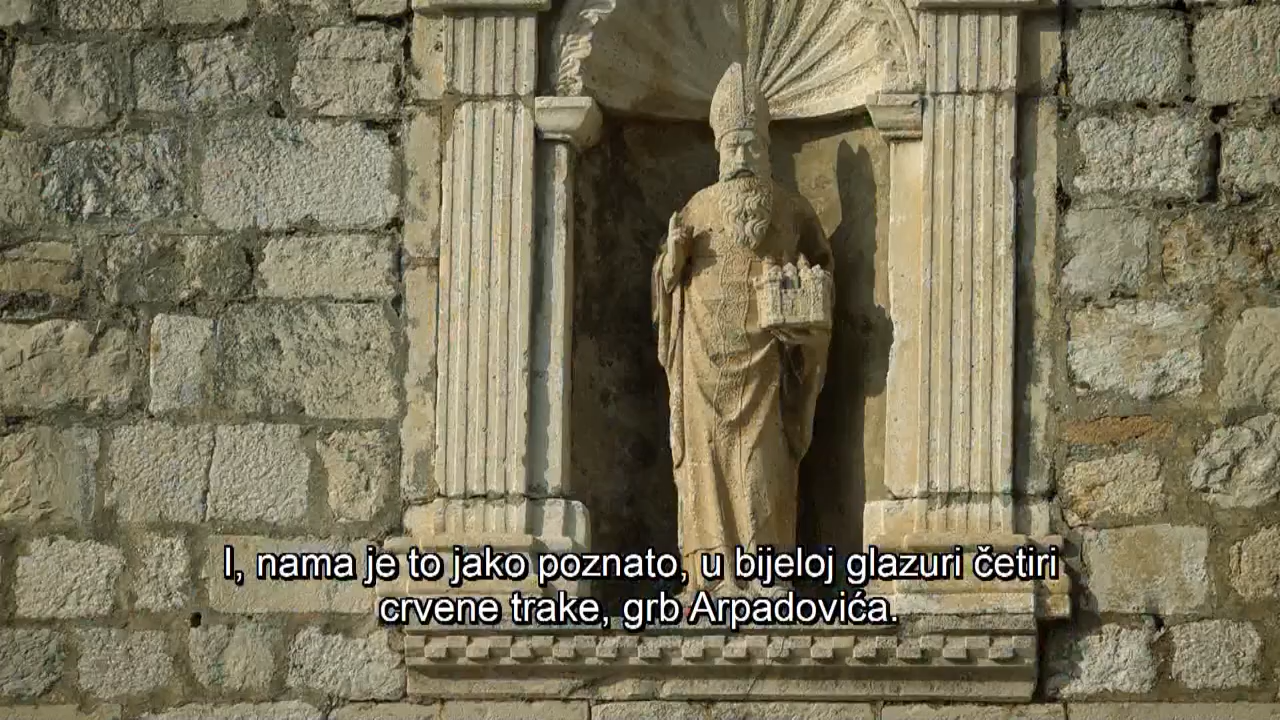 I, nama je to jako poznato, u bijeloj glazuri četiri
crvene trake, grb Arpadovića.